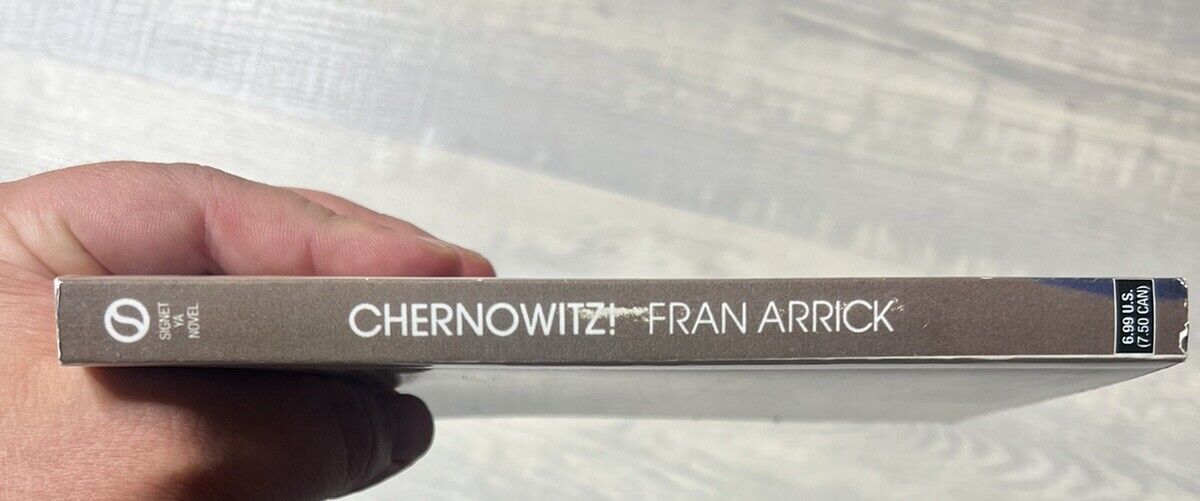 SIGNET
YA
NOVEL
CHERNOWITZ! FRAN ARRICK
6.99 U.S.
(7.50 CAN)